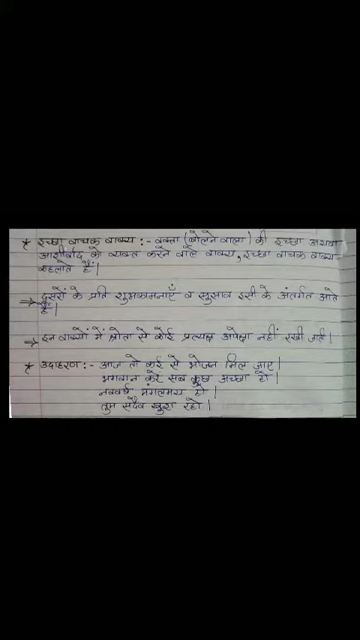 * इच्छा वाचक वाक्य :- वक्ता (बोलने वाला) की इच्छा अथवा
आशीर्वाद को व्यक्त करने वाले वाक्य, इच्छा वाचक वाक्य
कहलाते हैं।
⇒ दूसरों के प्रति शुभकामनाएँ व सुझाव इसी के अंतर्गत आते
हैं।
⇒ इन वाक्यों में श्रोता से कोई प्रत्यक्ष अपेक्षा नहीं रखी जाती।
* उदाहरण :- आज तो कई से भोजन मिल जाए।
भगवान करे सब कुछ अच्छा हो।
नववर्ष मंगलमय हो।
तुम सदैव खुश रहो।